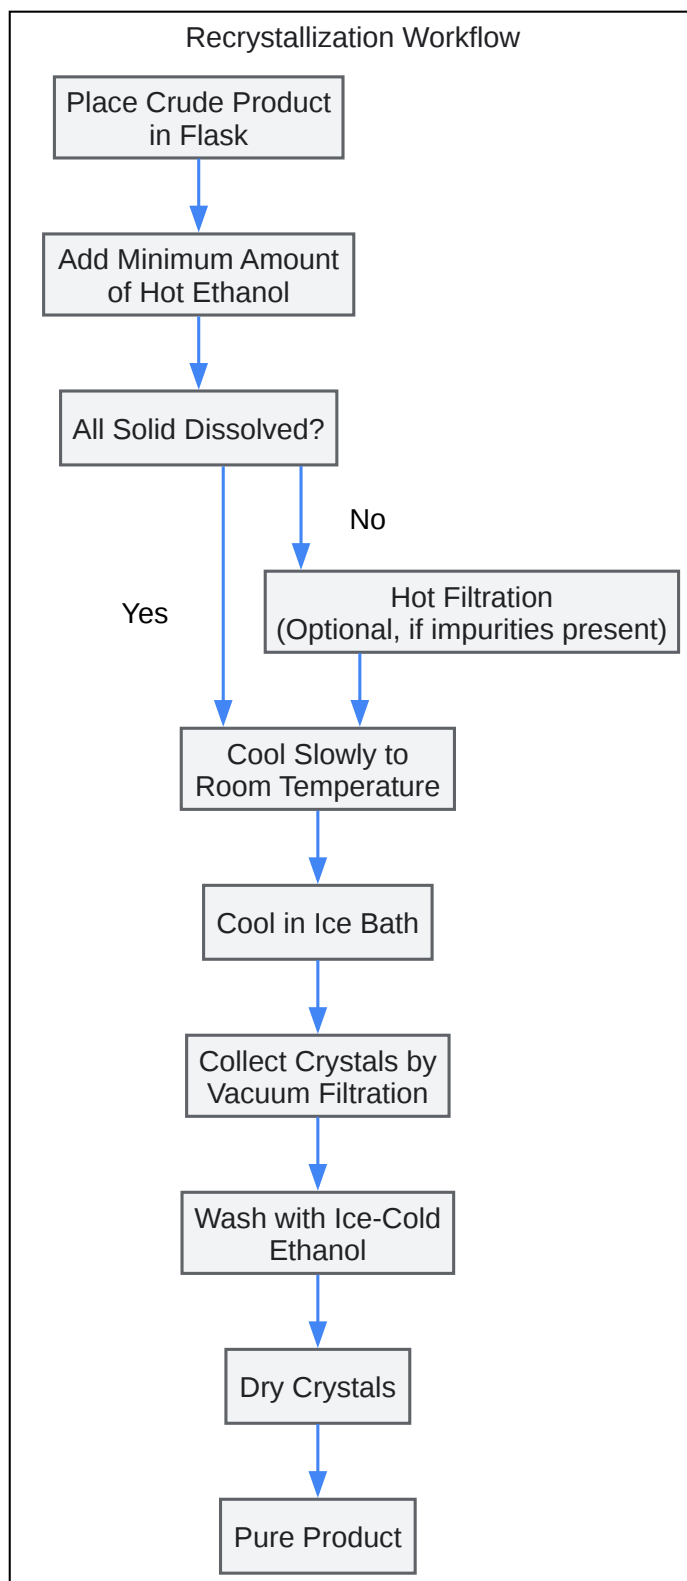 Recrystallization Workflow
Place Crude Product
in Flask
Add Minimum Amount
of Hot Ethanol
All Solid Dissolved?
No
Hot Filtration
(Optional, if impurities present)
Yes
Cool Slowly to
Room Temperature
Cool in Ice Bath
Collect Crystals by
Vacuum Filtration
Wash with Ice-Cold
Ethanol
Dry Crystals
Pure Product